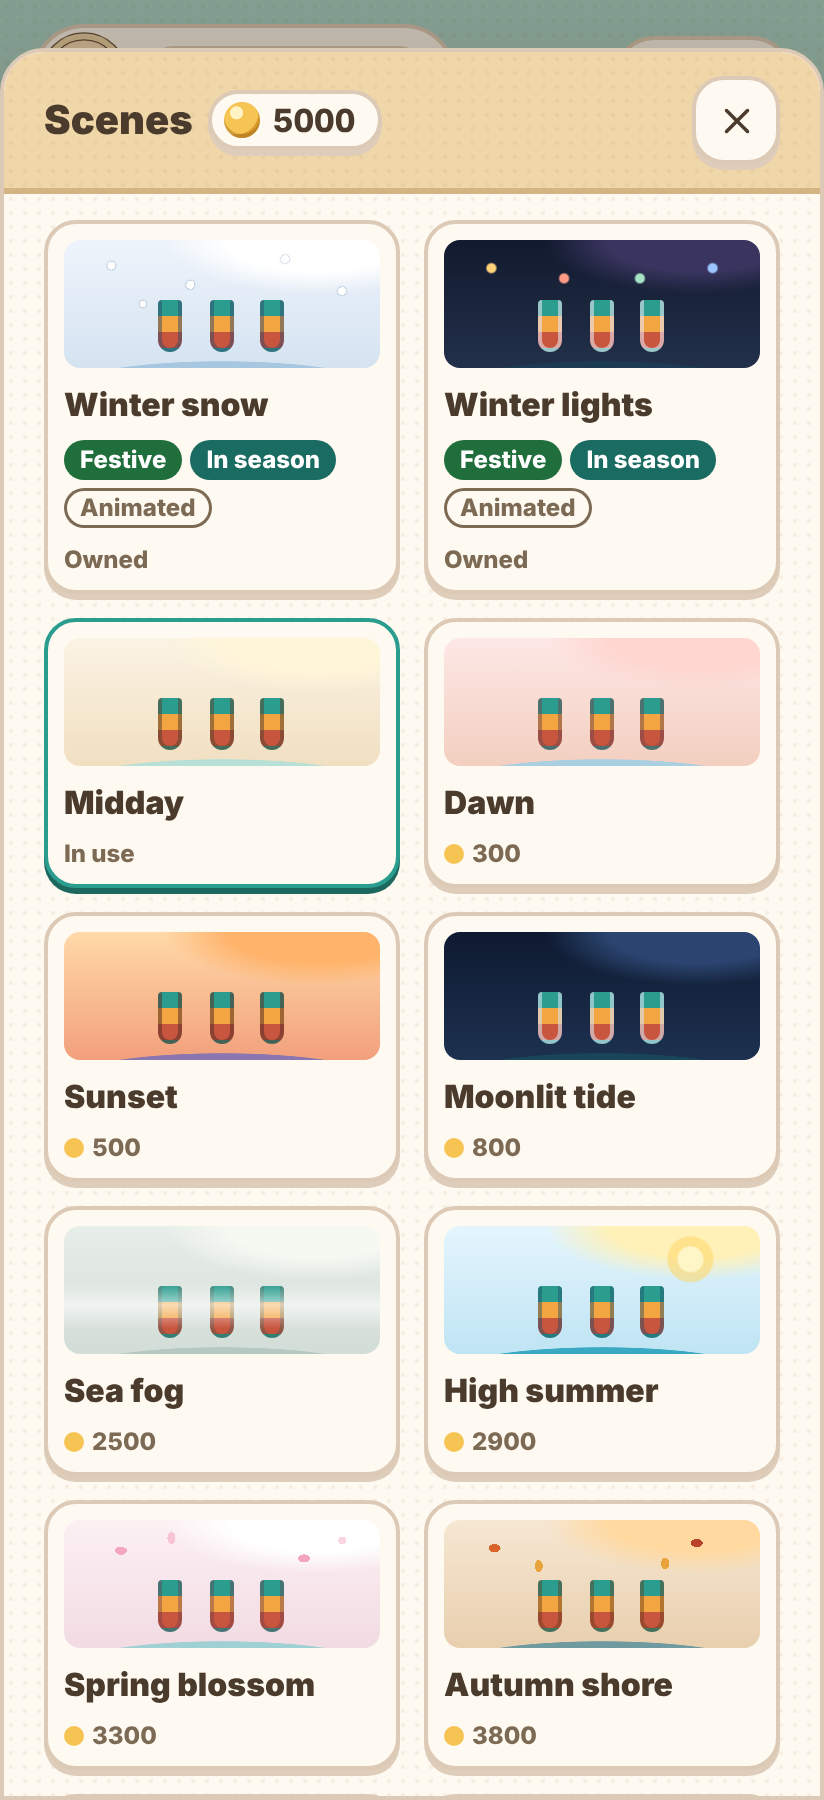 Scenes
5000
Winter snow
Festive
In season
Animated
Owned
Winter lights
Festive
In season
Animated
Owned
Midday
In use
Dawn
300
Sunset
500
Moonlit tide
800
Sea fog
2500
High summer
2900
Spring blossom
3300
Autumn shore
3800